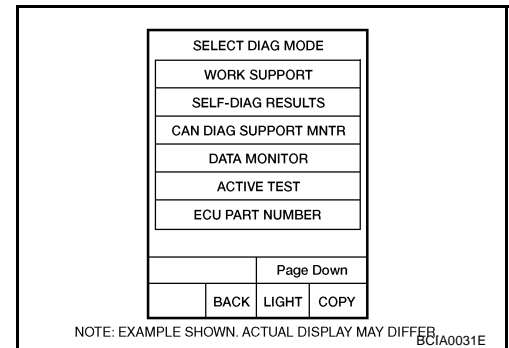 SELECT DIAG MODE
WORK SUPPORT
SELF-DIAG RESULTS
CAN DIAG SUPPORT MNTR
DATA MONITOR
ACTIVE TEST
ECU PART NUMBER
Page Down
BACK LIGHT COPY
NOTE: EXAMPLE SHOWN. ACTUAL DISPLAY MAY DIFFER.
BCIA0031E